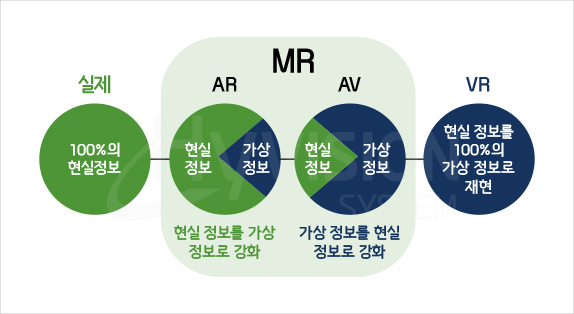 MR
실제
AR
AV
VR
100%의
현실정보
현실
정보
가상
정보
현실
정보
가상
정보
현실 정보를
100%의
가상 정보로
재현
현실 정보를 가상
정보로 강화
가상 정보를 현실
정보로 강화
HYVISION
SYSTEM